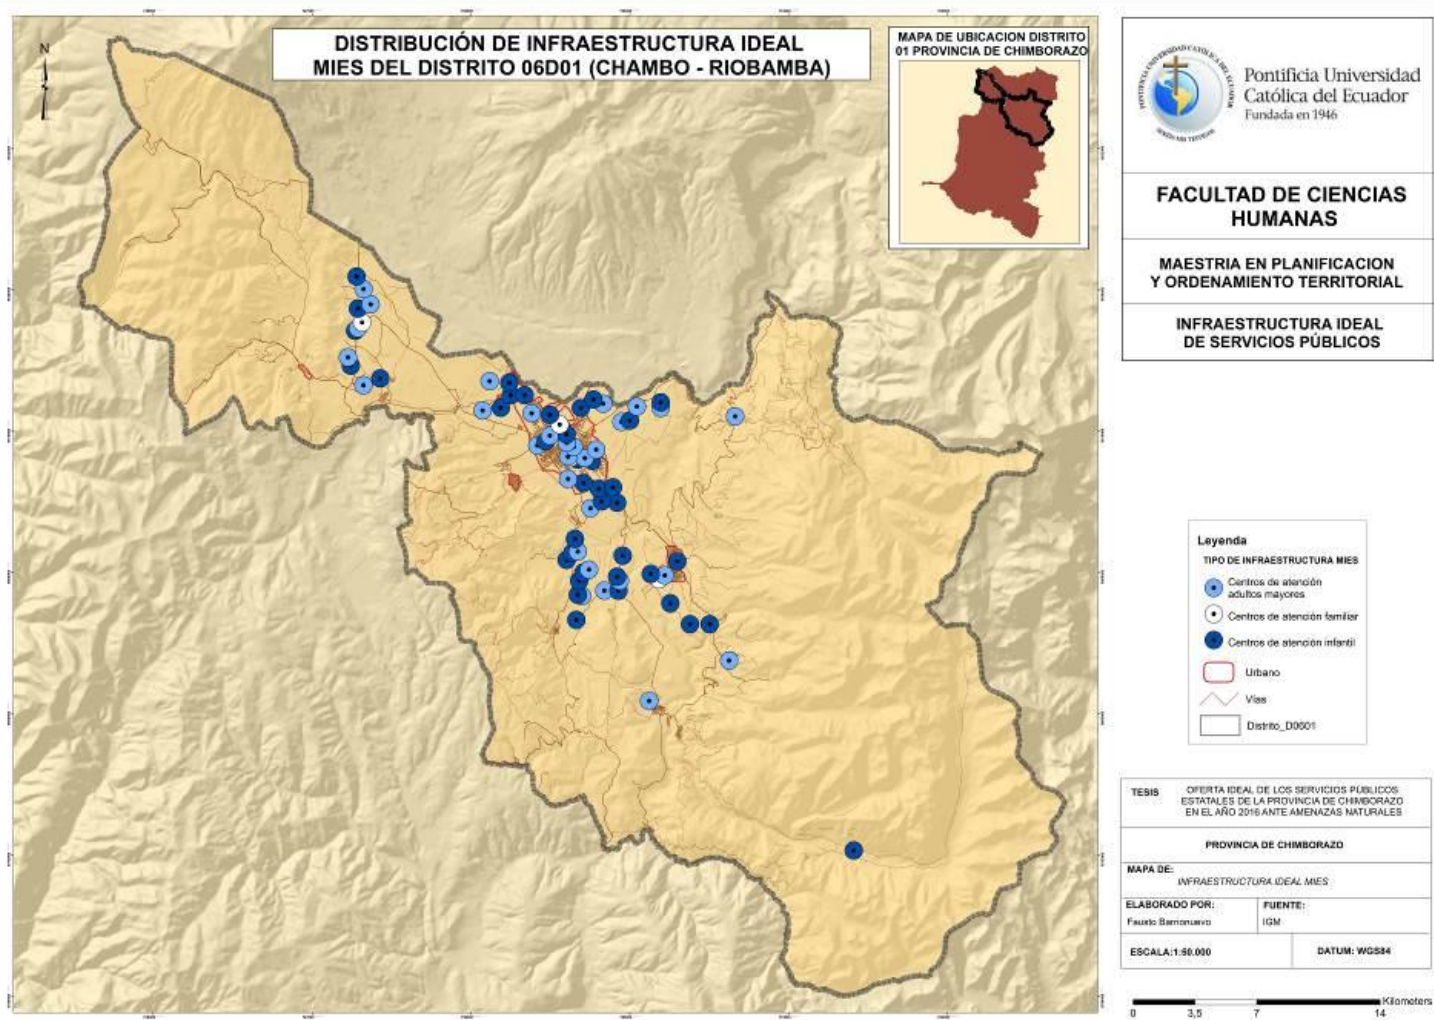 DISTRIBUCIÓN DE INFRAESTRUCTURA IDEAL
MIES DEL DISTRITO 06D01 (CHAMBO - RIOBAMBA)
N
MAPA DE UBICACION DISTRITO
01 PROVINCIA DE CHIMBORAZO
Pontificia Universidad
Católica del Ecuador
Fundada en 1946
FACULTAD DE CIENCIAS
HUMANAS
MAESTRIA EN PLANIFICACION
Y ORDENAMIENTO TERRITORIAL
INFRAESTRUCTURA IDEAL
DE SERVICIOS PÚBLICOS
Leyenda
TIPO DE INFRAESTRUCTURA MIES
Centros de atención
adultos mayores
Centros de atención familiar
Centros de atención infantil
Urbano
Vías
Distrito_D0601
TESIS
OFERTA IDEAL DE LOS SERVICIOS PÚBLICOS
ESTATALES DE LA PROVINCIA DE CHIMBORAZO
EN EL AÑO 2016 ANTE AMENAZAS NATURALES
PROVINCIA DE CHIMBORAZO
MAPA DE:
INFRAESTRUCTURA IDEAL MIES
ELABORADO POR:
Fausto Barrionuevo
FUENTE:
IGM
ESCALA:1:50.000
DATUM: WGS84
Kilometers
0 3,5 7 14